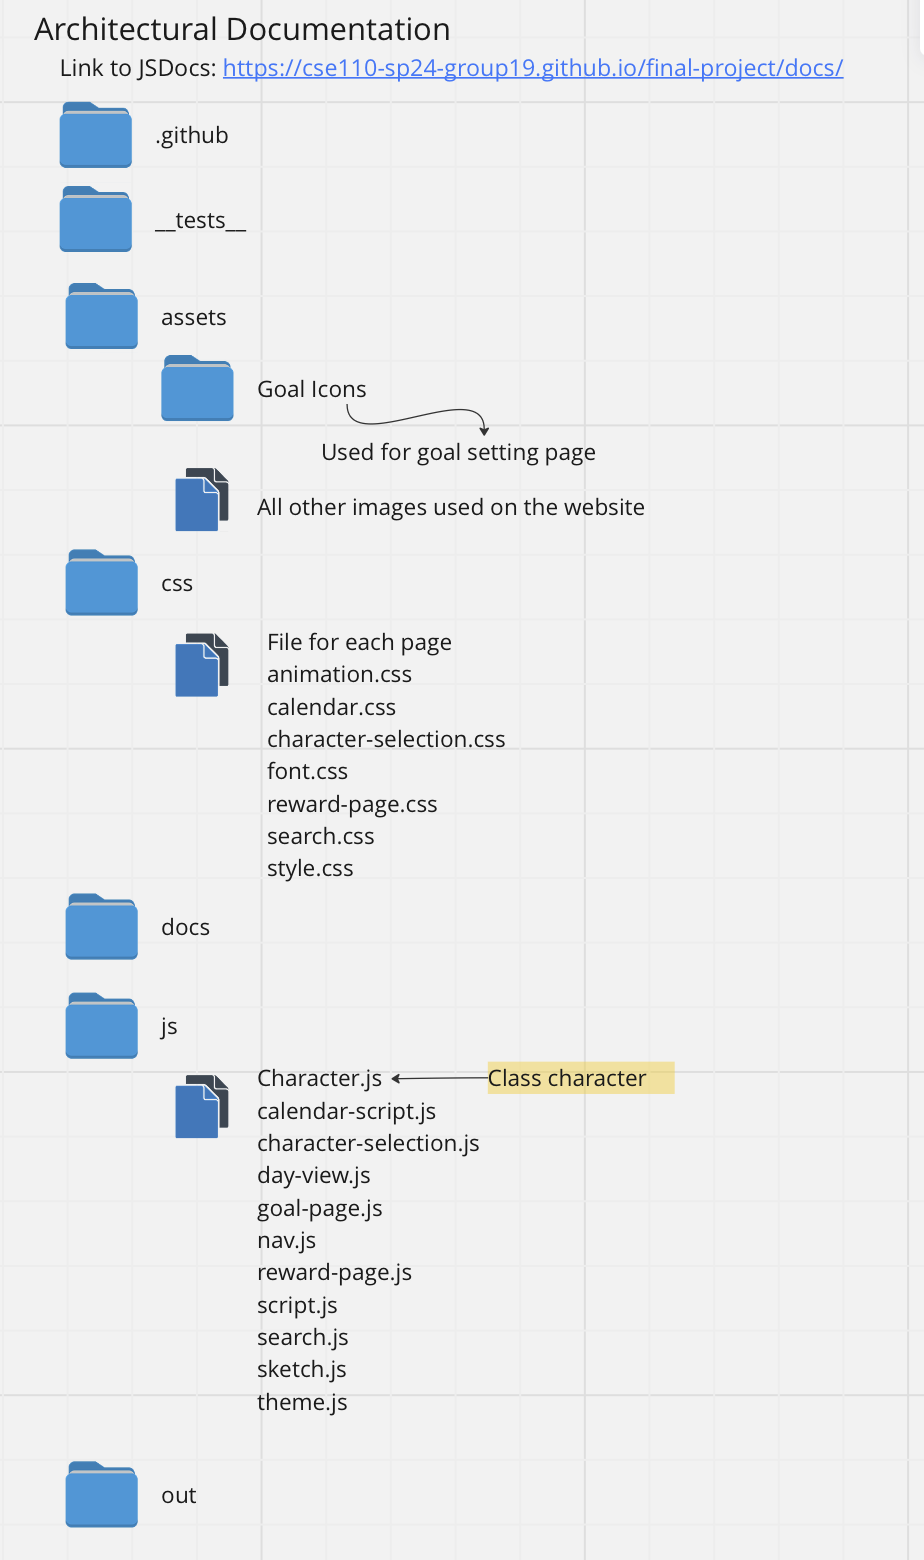 Architectural Documentation
Link to JSDocs: https://cse110-sp24-group19.github.io/final-project/docs/
.github
__tests__
assets
Goal Icons
Used for goal setting page
All other images used on the website
css
File for each page
animation.css
calendar.css
character-selection.css
font.css
reward-page.css
search.css
style.css
docs
js
Character.js
Class character
calendar-script.js
character-selection.js
day-view.js
goal-page.js
nav.js
reward-page.js
script.js
search.js
sketch.js
theme.js
out